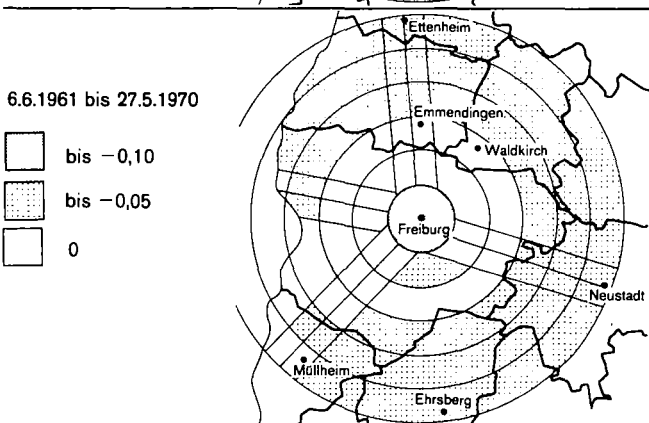 Ettenheim
6.6.1961 bis 27.5.1970
Emmendingen
bis −0,10
Waldkirch
bis −0,05
Freiburg
0
Neustadt
Müllheim
Ehrsberg